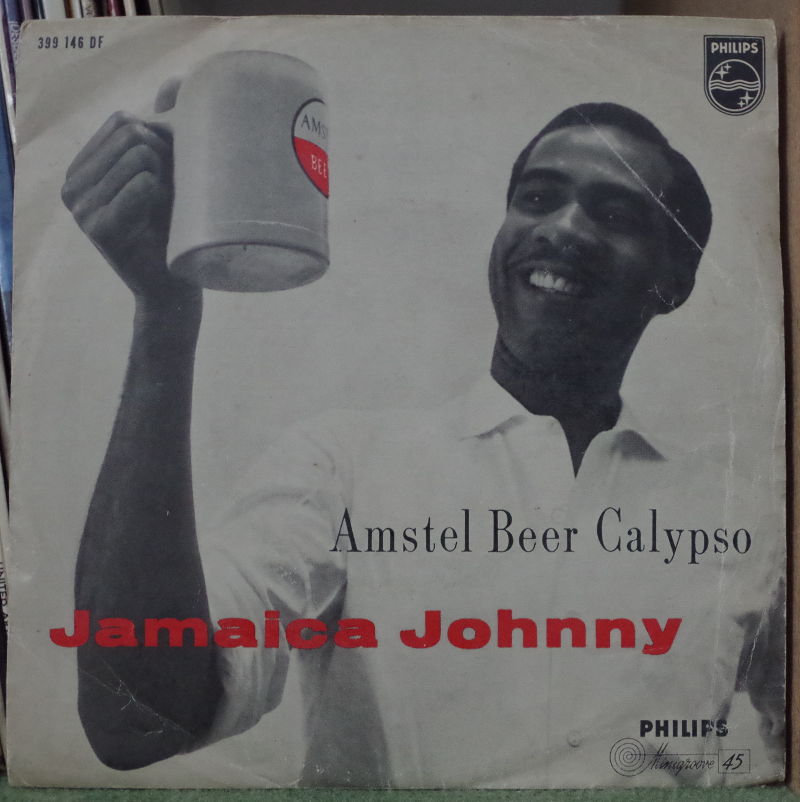 399 146 DF
PHILIPS
AMS
BEE
Amstel Beer Calypso
Jamaica Johnny
PHILIPS
Minigroove 45